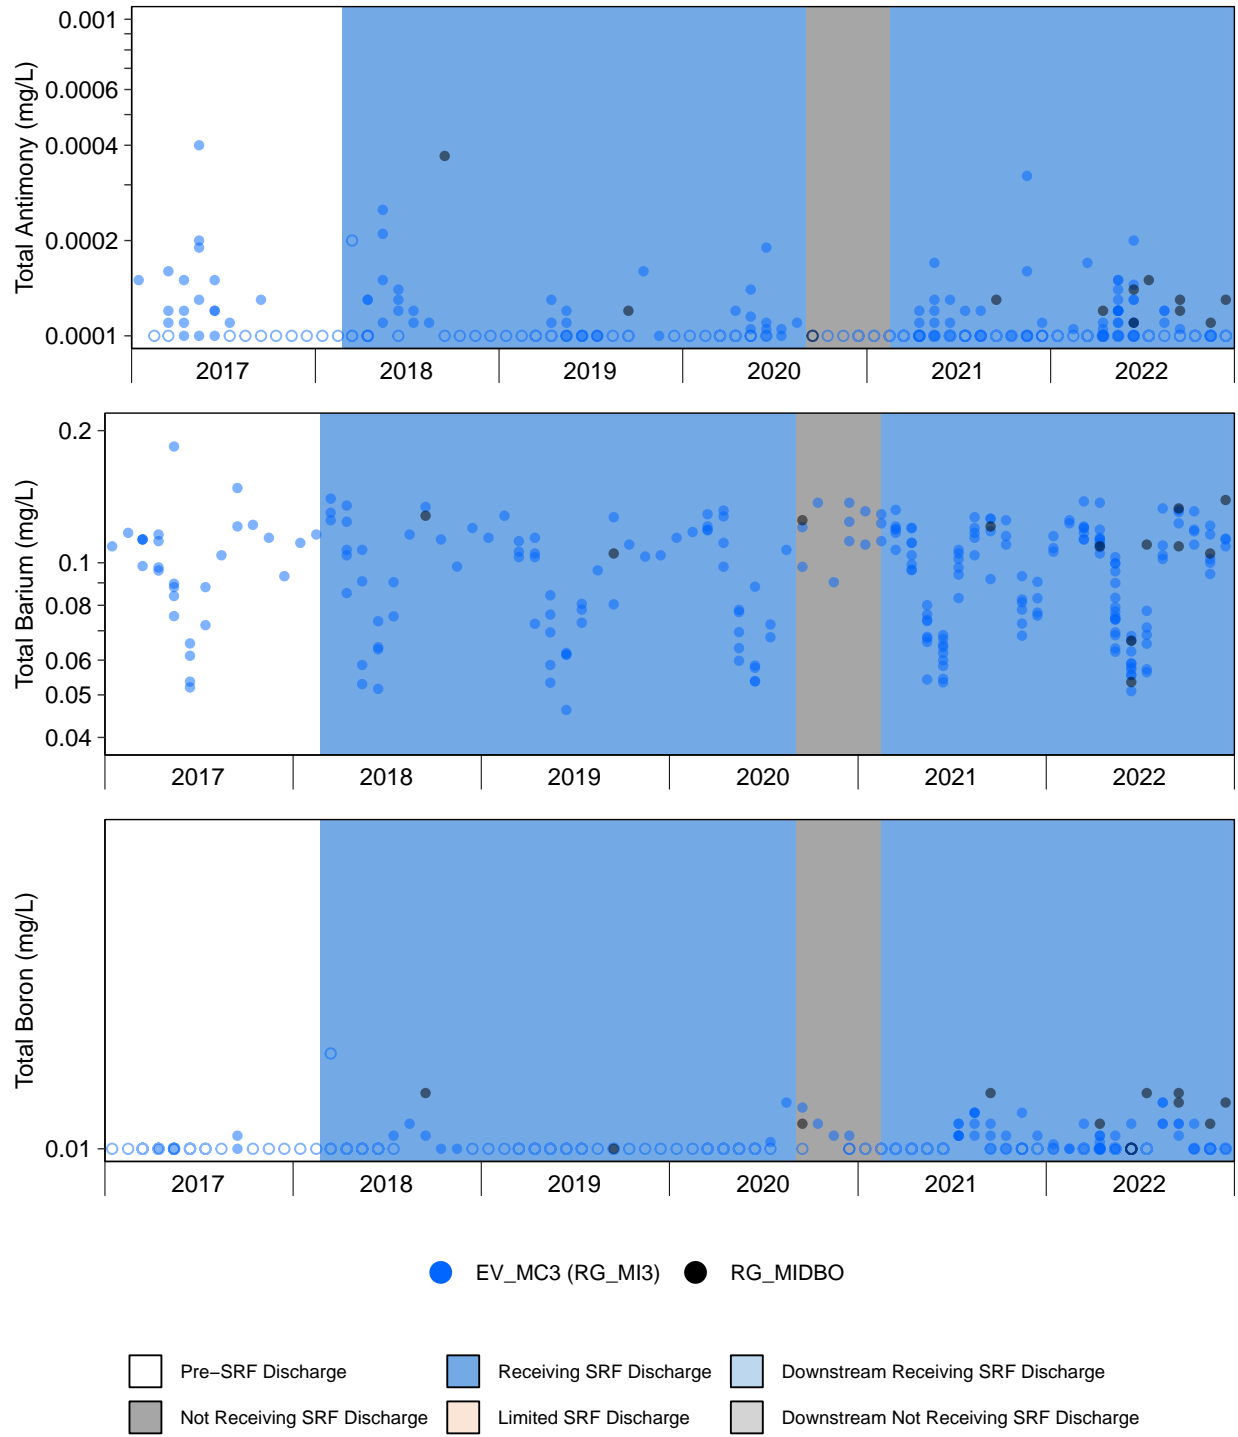 Total Antimony (mg/L)
0.001
0.0006
0.0004
0.0002
0.0001
2017 2018 2019 2020 2021 2022
Total Barium (mg/L)
0.2
0.1
0.08
0.06
0.05
0.04
2017 2018 2019 2020 2021 2022
Total Boron (mg/L)
0.01
2017 2018 2019 2020 2021 2022
EV_MC3 (RG_MI3) RG_MIDBO
Pre−SRF Discharge Receiving SRF Discharge Downstream Receiving SRF Discharge
Not Receiving SRF Discharge Limited SRF Discharge Downstream Not Receiving SRF Discharge